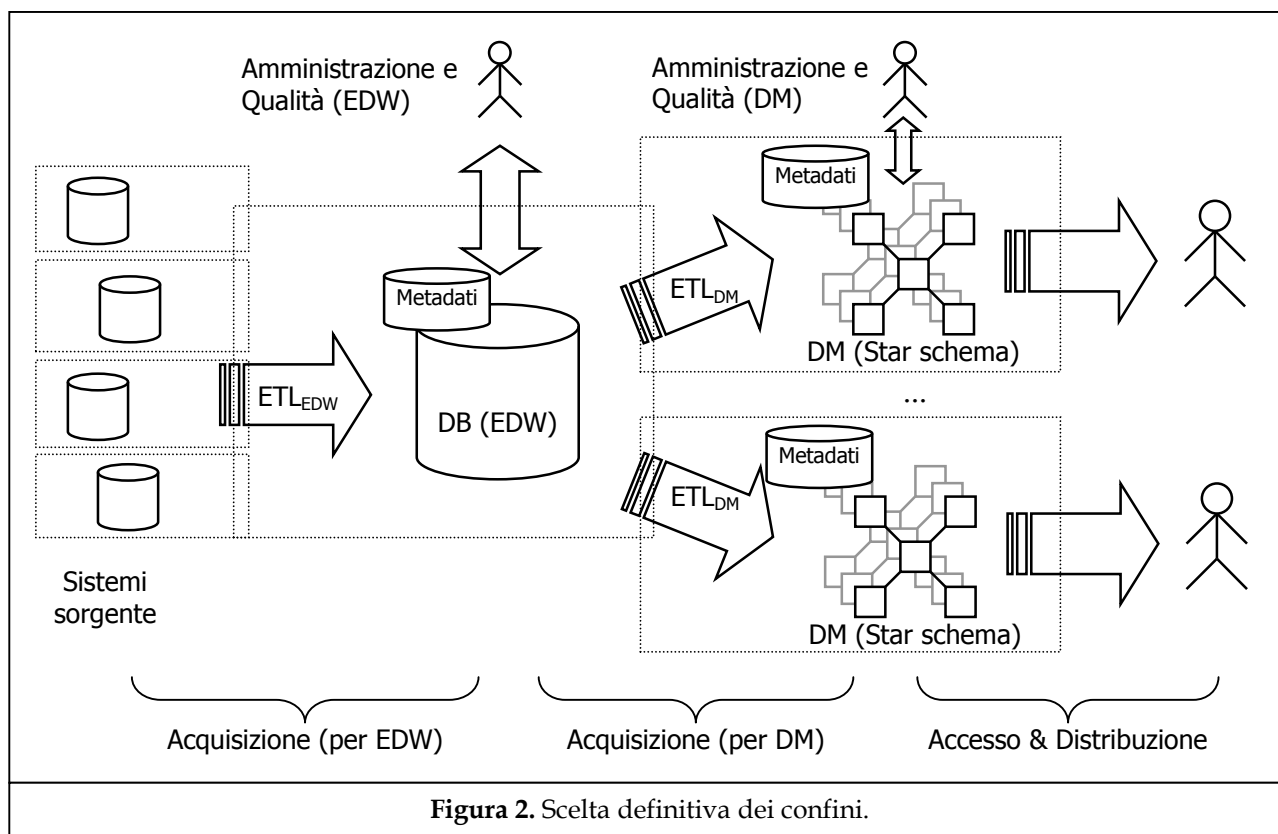 Amministrazione e
Qualità (EDW)
Amministrazione e
Qualità (DM)
Metadati
Metadati
ETLDM
ETLEDW
DB (EDW)
DM (Star schema)
...
Metadati
ETLDM
DM (Star schema)
Sistemi
sorgente
Acquisizione (per EDW)
Acquisizione (per DM)
Accesso & Distribuzione
Figura 2. Scelta definitiva dei confini.